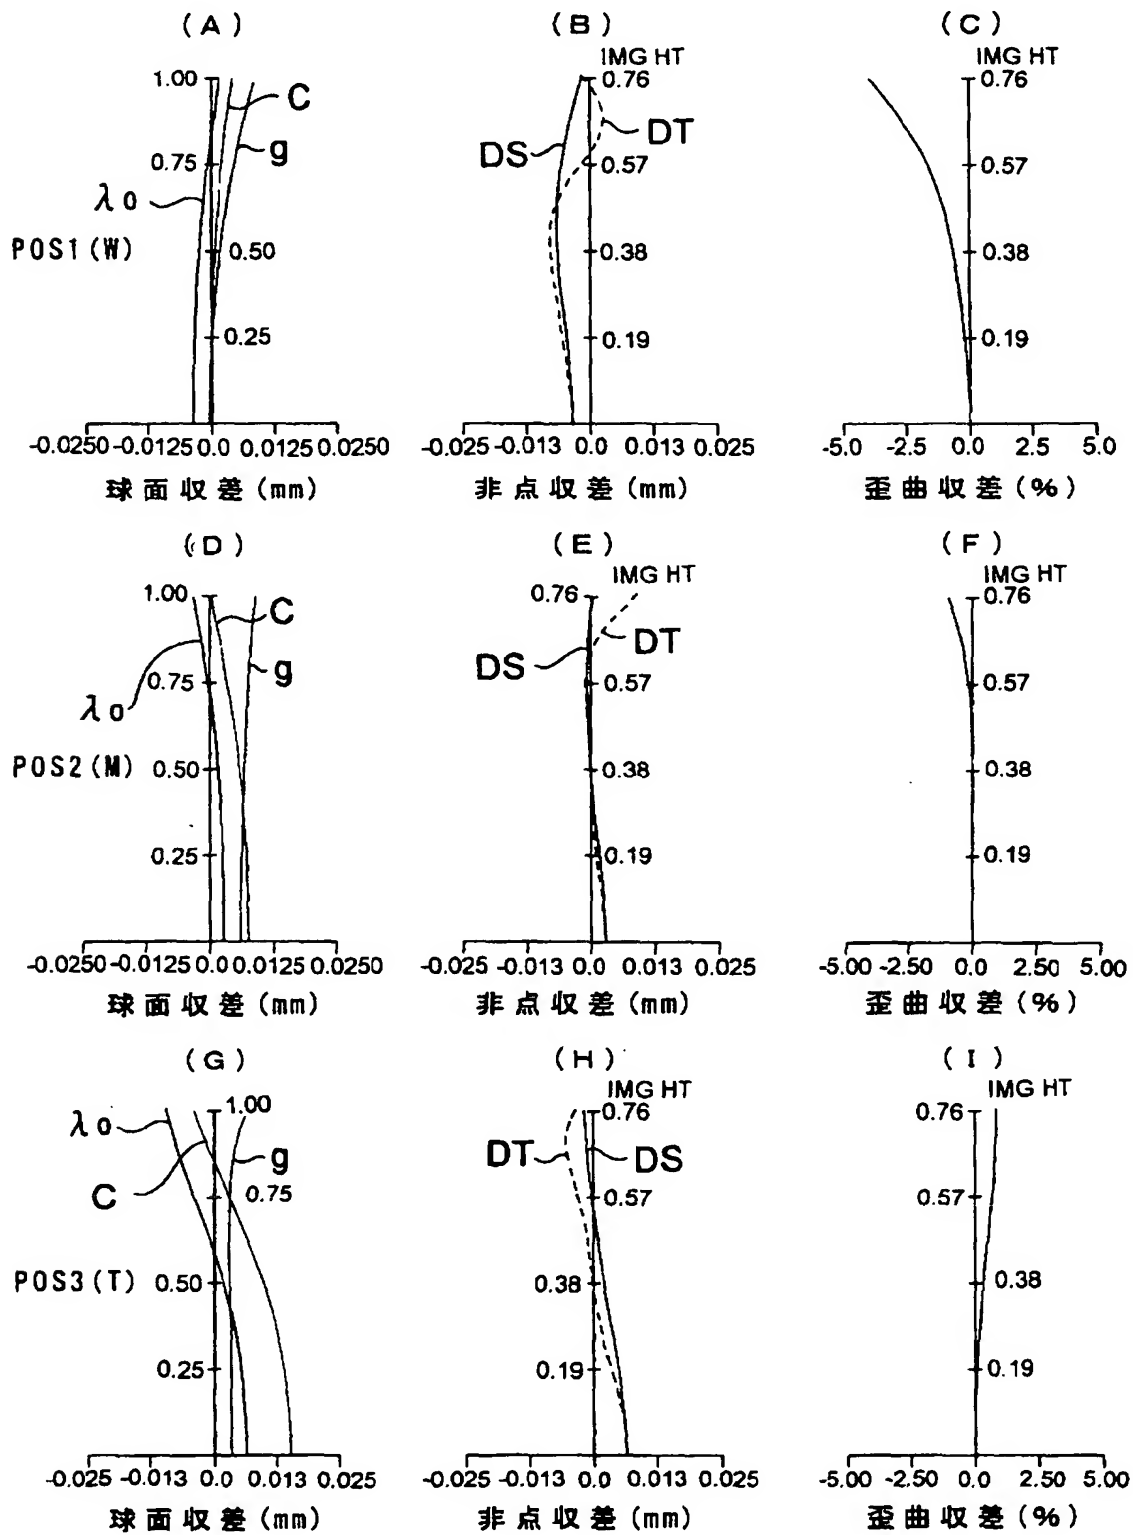 (A) (B) (C)
IMG HT IMG HT
1.00 0.76 0.76
C
DT
g DS
0.75 0.57 0.57
λo
POS1(W) 0.50 0.38 0.38
0.25 0.19 0.19
-0.0250 -0.0125 0.0 0.0125 0.0250 -0.025 -0.013 0.0 0.013 0.025 -5.0 -2.5 0.0 2.5 5.0
球面収差(mm) 非点収差(mm) 歪曲収差(%)
(D) (E) (F)
IMG HT IMG HT
1.00 0.76 0.76
C
DT
g DS
0.75 0.57 0.57
λo
POS2(M) 0.50 0.38 0.38
0.25 0.19 0.19
-0.0250 -0.0125 0.0 0.0125 0.0250 -0.025 -0.013 0.0 0.013 0.025 -5.00 -2.50 0.0 2.50 5.00
球面収差(mm) 非点収差(mm) 歪曲収差(%)
(G) (H) (I)
IMG HT IMG HT
1.00 0.76 0.76
λo
g DT DS
C 0.75 0.57 0.57
POS3(T) 0.50 0.38 0.38
0.25 0.19 0.19
-0.025 -0.013 0.0 0.013 0.025 -0.025 -0.013 0.0 0.013 0.025 -5.00 -2.50 0.0 2.50 5.00
球面収差(mm) 非点収差(mm) 歪曲収差(%)